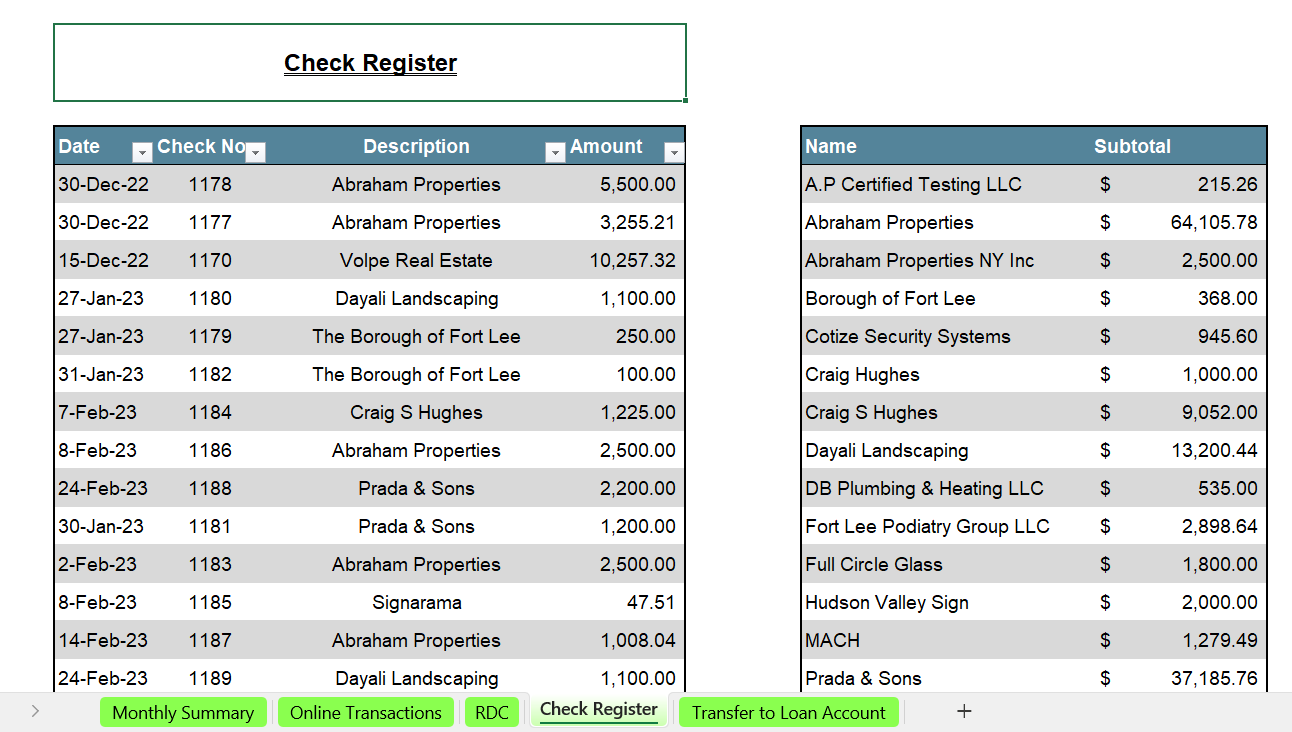 Check Register
Date Check No Description Amount
30-Dec-22 1178 Abraham Properties 5,500.00
30-Dec-22 1177 Abraham Properties 3,255.21
15-Dec-22 1170 Volpe Real Estate 10,257.32
27-Jan-23 1180 Dayali Landscaping 1,100.00
27-Jan-23 1179 The Borough of Fort Lee 250.00
31-Jan-23 1182 The Borough of Fort Lee 100.00
7-Feb-23 1184 Craig S Hughes 1,225.00
8-Feb-23 1186 Abraham Properties 2,500.00
24-Feb-23 1188 Prada & Sons 2,200.00
30-Jan-23 1181 Prada & Sons 1,200.00
2-Feb-23 1183 Abraham Properties 2,500.00
8-Feb-23 1185 Signarama 47.51
14-Feb-23 1187 Abraham Properties 1,008.04
24-Feb-23 1189 Dayali Landscaping 1,100.00
Name Subtotal
A.P Certified Testing LLC $ 215.26
Abraham Properties $ 64,105.78
Abraham Properties NY Inc $ 2,500.00
Borough of Fort Lee $ 368.00
Cotize Security Systems $ 945.60
Craig Hughes $ 1,000.00
Craig S Hughes $ 9,052.00
Dayali Landscaping $ 13,200.44
DB Plumbing & Heating LLC $ 535.00
Fort Lee Podiatry Group LLC $ 2,898.64
Full Circle Glass $ 1,800.00
Hudson Valley Sign $ 2,000.00
MACH $ 1,279.49
Prada & Sons $ 37,185.76
Monthly Summary Online Transactions RDC Check Register Transfer to Loan Account +